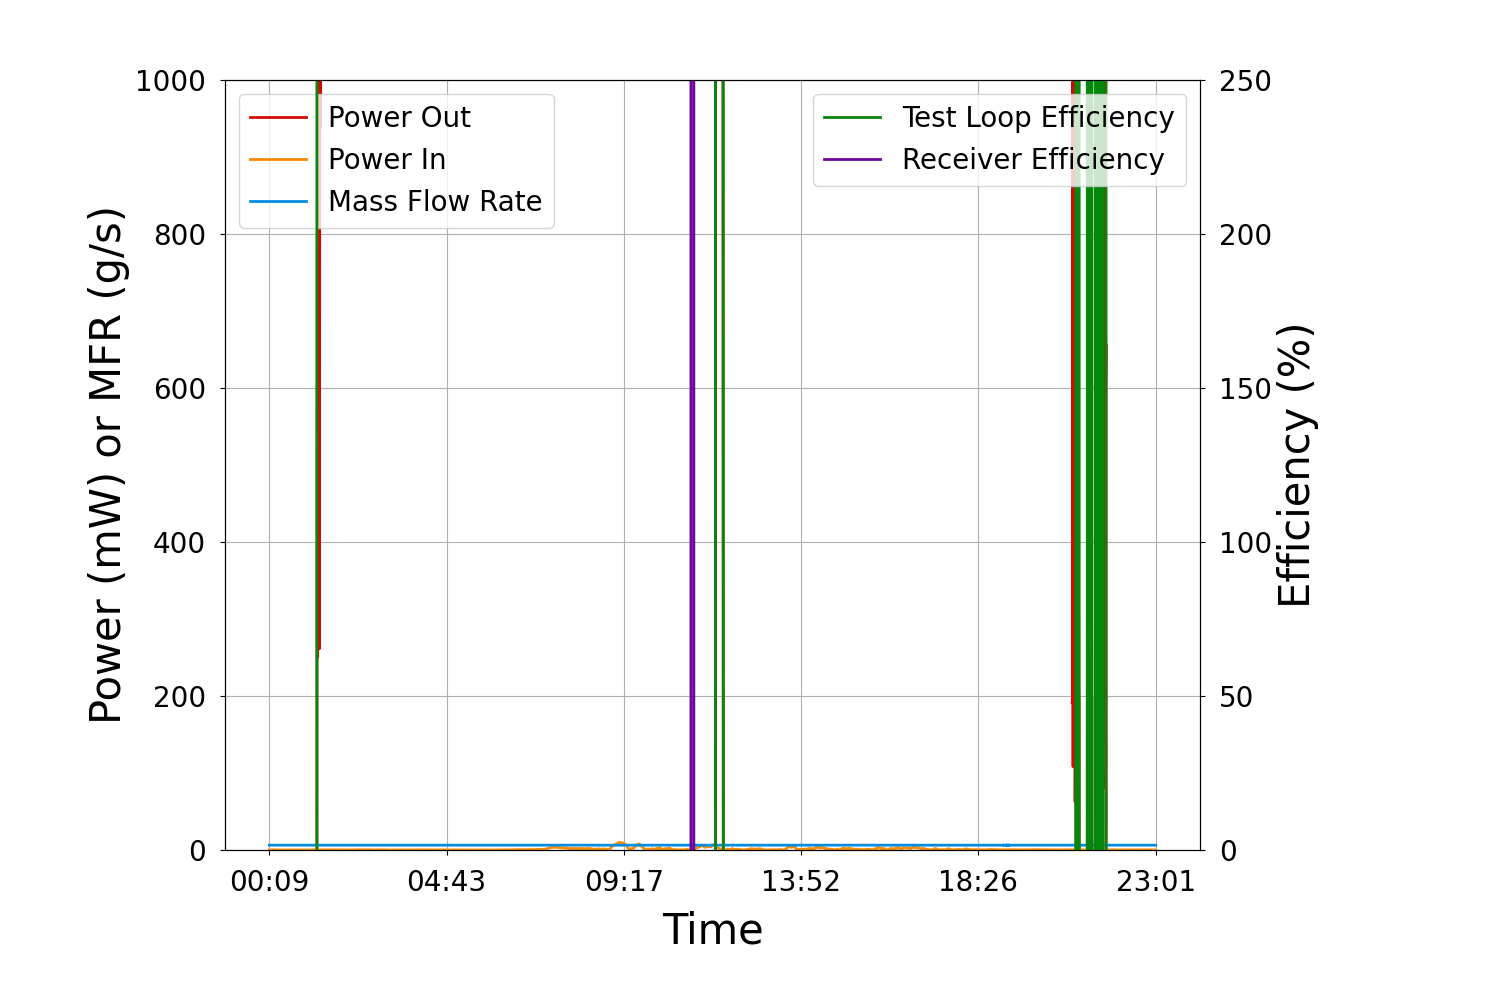 Power (mW) or MFR (g/s)
1000
800
600
400
200
0
Power Out
Power In
Mass Flow Rate
Test Loop Efficiency
Receiver Efficiency
250
200
150
100
50
0
Efficiency (%)
00:09 04:43 09:17 13:52 18:26 23:01
Time